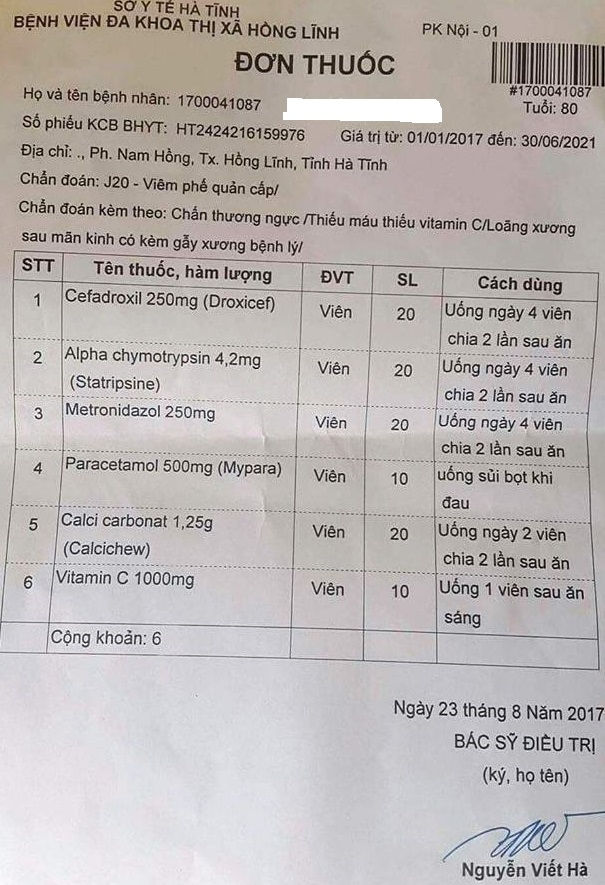 SỞ Y TẾ HÀ TĨNH
BỆNH VIỆN ĐA KHOA THỊ XÃ HỒNG LĨNH
PK Nội - 01
ĐƠN THUỐC
#1700041087
Họ và tên bệnh nhân: 1700041087
Tuổi: 80
Số phiếu KCB BHYT: HT2424216159976 Giá trị từ: 01/01/2017 đến: 30/06/2021
Địa chỉ: ., Ph. Nam Hồng, Tx. Hồng Lĩnh, Tỉnh Hà Tĩnh
Chẩn đoán: J20 - Viêm phế quản cấp/
Chẩn đoán kèm theo: Chấn thương ngực /Thiếu máu thiếu vitamin C/Loãng xương
sau mãn kinh có kèm gẫy xương bệnh lý/
STT Tên thuốc, hàm lượng ĐVT SL Cách dùng
1 Cefadroxil 250mg (Droxicef) Viên 20 Uống ngày 4 viên
chia 2 lần sau ăn
2 Alpha chymotrypsin 4,2mg Viên 20 Uống ngày 4 viên
(Statripsine) chia 2 lần sau ăn
3 Metronidazol 250mg Viên 20 Uống ngày 4 viên
chia 2 lần sau ăn
4 Paracetamol 500mg (Mypara) Viên 10 uống sủi bọt khi
đau
5 Calci carbonat 1,25g Viên 20 Uống ngày 2 viên
(Calcichew) chia 2 lần sau ăn
6 Vitamin C 1000mg Viên 10 Uống 1 viên sau ăn
sáng
Cộng khoản: 6
Ngày 23 tháng 8 Năm 2017
BÁC SỸ ĐIỀU TRỊ
(ký, họ tên)
Nguyễn Viết Hà